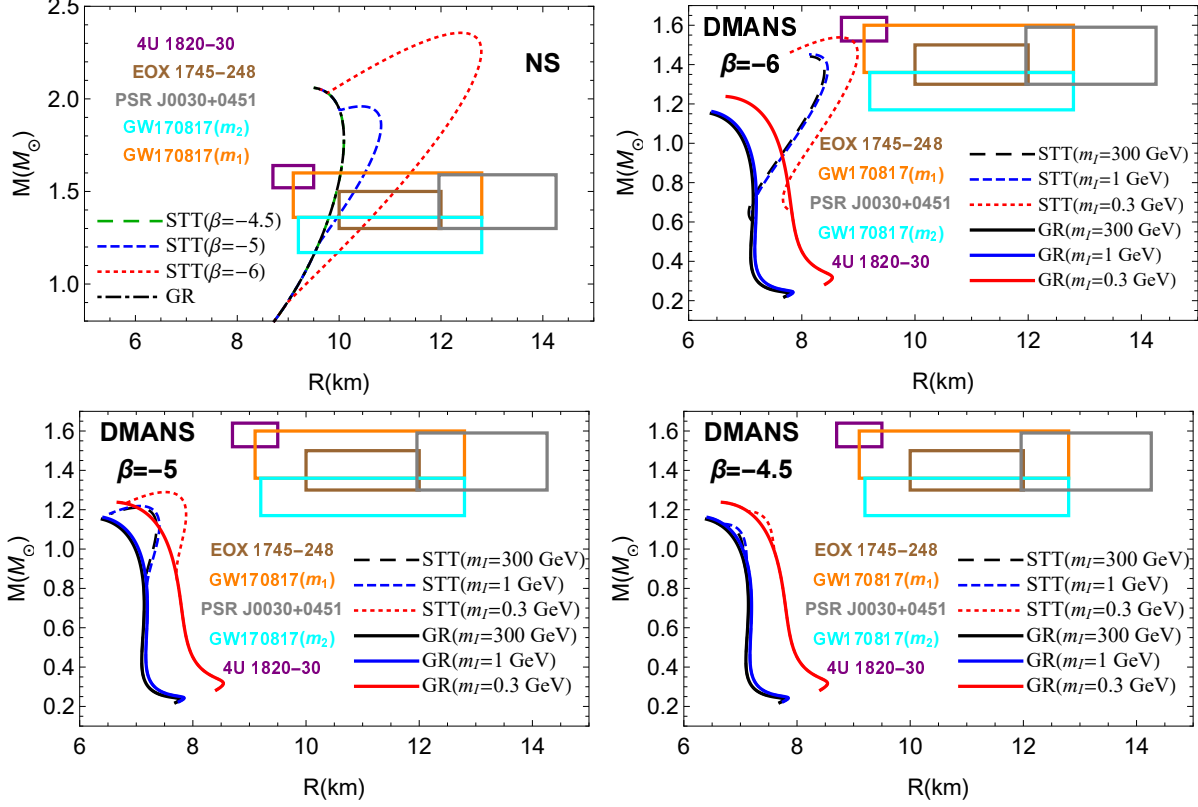 2.5
2.0
1.5
1.0
M(M⊙)
4U 1820−30
EOX 1745−248
PSR J0030+0451
GW170817(m2)
GW170817(m1)
NS
STT(β=−4.5)
STT(β=−5)
STT(β=−6)
GR
6 8 10 12 14
R(km)
1.6
1.4
1.2
1.0
0.8
0.6
0.4
0.2
M(M⊙)
DMANS
β=−6
EOX 1745−248
GW170817(m1)
PSR J0030+0451
GW170817(m2)
4U 1820−30
STT(mI=300 GeV)
STT(mI=1 GeV)
STT(mI=0.3 GeV)
GR(mI=300 GeV)
GR(mI=1 GeV)
GR(mI=0.3 GeV)
8 10 12 14
R(km)
1.6
1.4
1.2
1.0
0.8
0.6
0.4
0.2
M(M⊙)
DMANS
β=−5
EOX 1745−248
GW170817(m1)
PSR J0030+0451
GW170817(m2)
4U 1820−30
STT(mI=300 GeV)
STT(mI=1 GeV)
STT(mI=0.3 GeV)
GR(mI=300 GeV)
GR(mI=1 GeV)
GR(mI=0.3 GeV)
6 8 10 12 14
R(km)
1.6
1.4
1.2
1.0
0.8
0.6
0.4
0.2
M(M⊙)
DMANS
β=−4.5
EOX 1745−248
GW170817(m1)
PSR J0030+0451
GW170817(m2)
4U 1820−30
STT(mI=300 GeV)
STT(mI=1 GeV)
STT(mI=0.3 GeV)
GR(mI=300 GeV)
GR(mI=1 GeV)
GR(mI=0.3 GeV)
6 8 10 12 14
R(km)